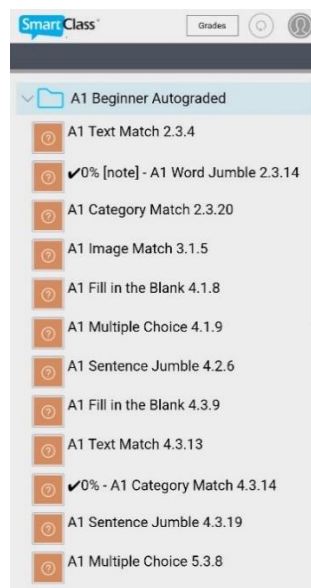 SmartClass
Grades
A1 Beginner Autograded
A1 Text Match 2.3.4
✔0% [note] - A1 Word Jumble 2.3.14
A1 Category Match 2.3.20
A1 Image Match 3.1.5
A1 Fill in the Blank 4.1.8
A1 Multiple Choice 4.1.9
A1 Sentence Jumble 4.2.6
A1 Fill in the Blank 4.3.9
A1 Text Match 4.3.13
✔0% - A1 Category Match 4.3.14
A1 Sentence Jumble 4.3.19
A1 Multiple Choice 5.3.8